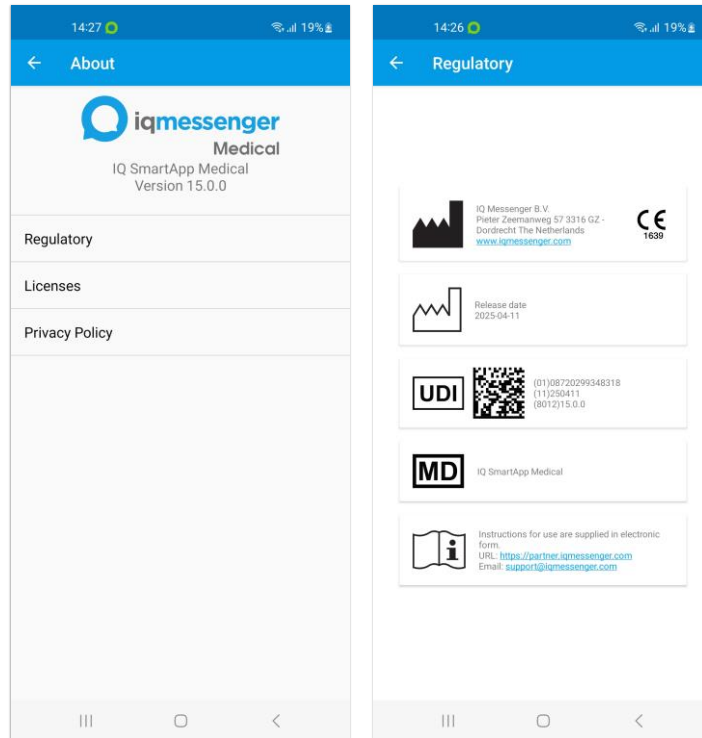 14:27
19%
About
iqmessenger
Medical
IQ SmartApp Medical
Version 15.0.0
Regulatory
Licenses
Privacy Policy
14:26
19%
Regulatory
IQ Messenger B.V.
Pieter Zeemanweg 57 3316 GZ -
Dordrecht The Netherlands
www.iqmessenger.com
CE
1639
Release date
2025-04-11
UDI
(01)08720299348318
(11)250411
(8012)15.0.0
MD
IQ SmartApp Medical
i
Instructions for use are supplied in electronic
form.
URL: https://partner.iqmessenger.com
Email: support@iqmessenger.com